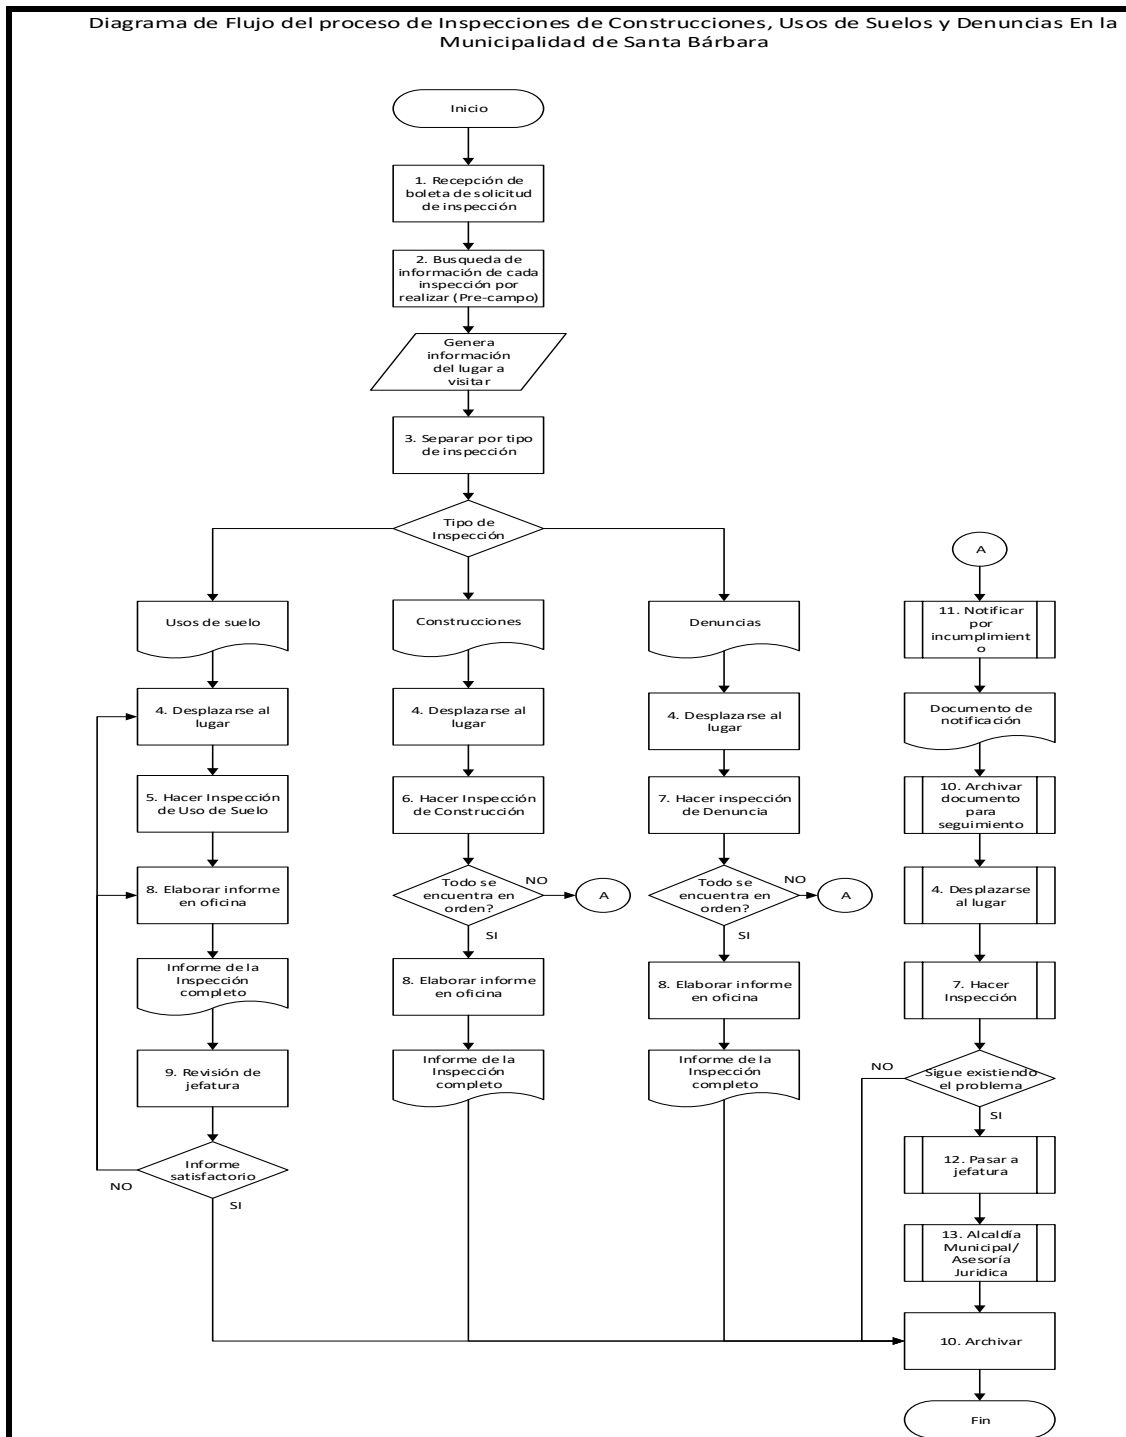 Diagrama de Flujo del proceso de Inspecciones de Construcciones, Usos de Suelos y Denuncias En la
Municipalidad de Santa Bárbara
Inicio
1. Recepción de
boleta de solicitud
de inspección
2. Busqueda de
información de cada
inspección por
realizar (Pre-campo)
Genera
información
del lugar a
visitar
3. Separar por tipo
de inspección
Tipo de
Inspección
Usos de suelo
4. Desplazarse al
lugar
5. Hacer Inspección
de Uso de Suelo
8. Elaborar informe
en oficina
Informe de la
Inspección
completo
9. Revisión de
jefatura
Informe
satisfactorio
NO
SI
Construcciones
4. Desplazarse al
lugar
6. Hacer Inspección
de Construcción
Todo se
encuentra en
orden?
NO
A
SI
8. Elaborar informe
en oficina
Informe de la
Inspección
completo
Denuncias
4. Desplazarse al
lugar
7. Hacer inspección
de Denuncia
Todo se
encuentra en
orden?
NO
A
SI
8. Elaborar informe
en oficina
Informe de la
Inspección
completo
A
11. Notificar
por
incumplimient
o
Documento de
notificación
10. Archivar
documento
para
seguimiento
4. Desplazarse
al lugar
7. Hacer
Inspección
Sigue existiendo
el problema
NO
SI
12. Pasar a
jefatura
13. Alcaldía
Municipal/
Asesoría
Juridica
10. Archivar
Fin